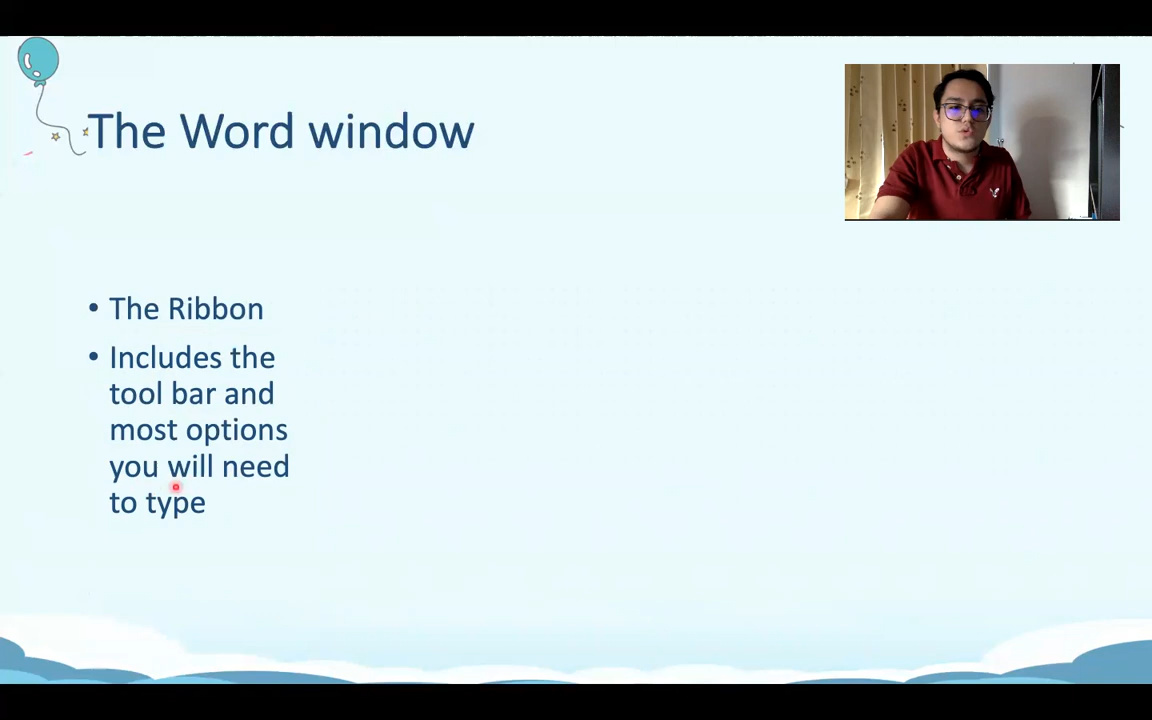 The Word window
• The Ribbon
• Includes the
tool bar and
most options
you will need
to type